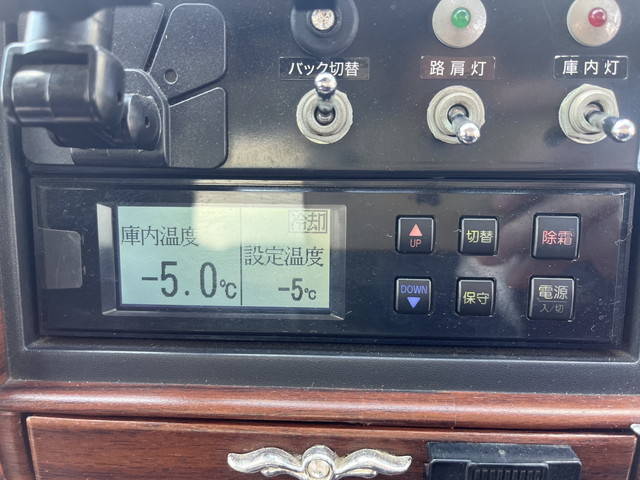 バック切替
路肩灯
庫内灯
冷却
庫内温度
設定温度
-5.0℃
-5℃
UP
切替
除霜
DOWN
保守
電源
入/切